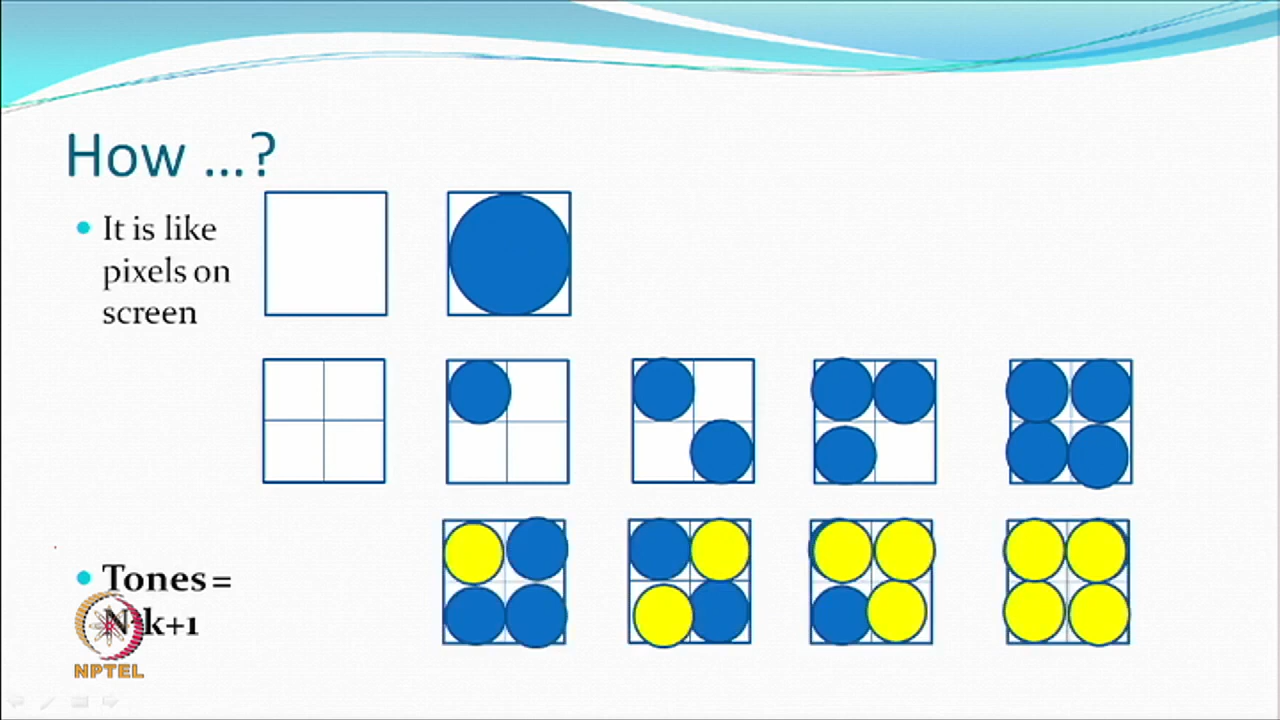 How ...?
It is like
pixels on
screen
Tones =
k+1
NPTEL